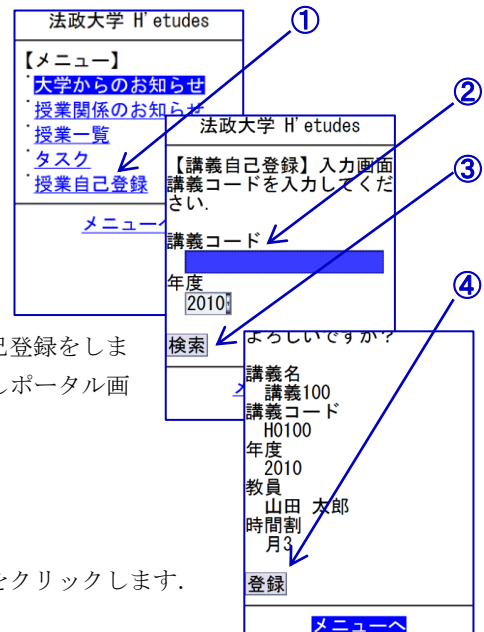 法政大学 H'etudes
①
【メニュー】
大学からのお知らせ
授業関係のお知らせ
授業一覧
タスク
授業自己登録
メニューへ
②
法政大学 H'etudes
【講義自己登録】入力画面
講義コードを入力してくだ
さい.
③
講義コード
年度
2010
検索
④
よろしいですか？
講義名
講義100
講義コード
H0100
年度
2010
教員
山田 太郎
時間割
月3
登録
メニューへ
己登録をしま
しポータル画
をクリックします.